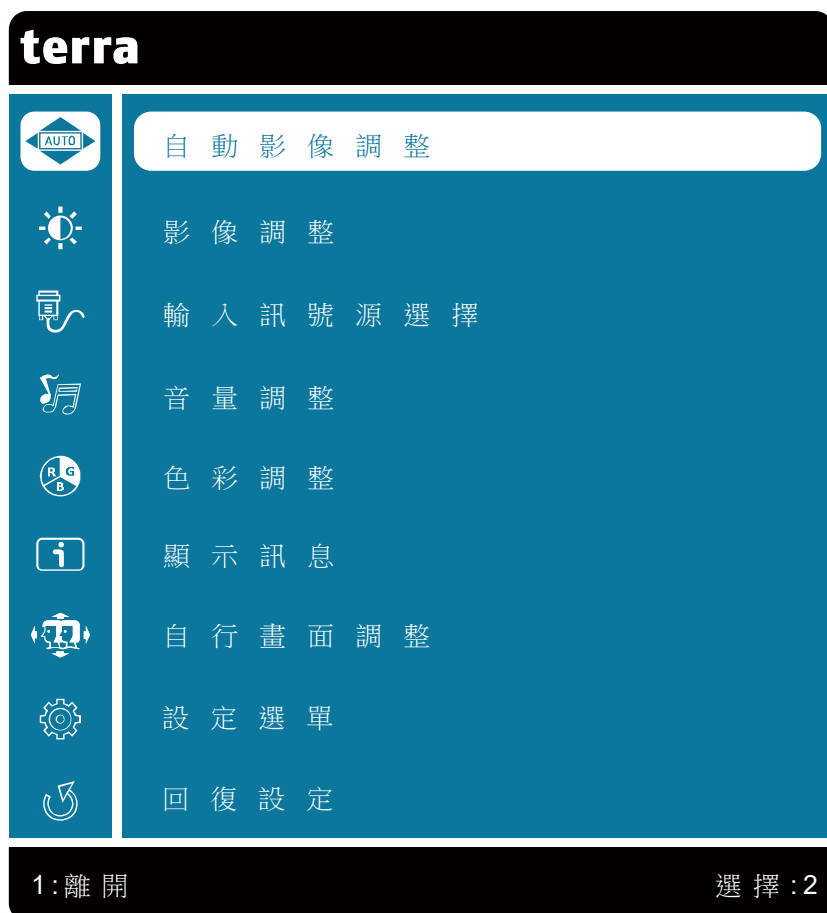 terra
AUTO
自動影像調整
影像調整
輸入訊號源選擇
音量調整
R G
B
色彩調整
i
顯示訊息
自行畫面調整
設定選單
回復設定
1:離開
選擇:2